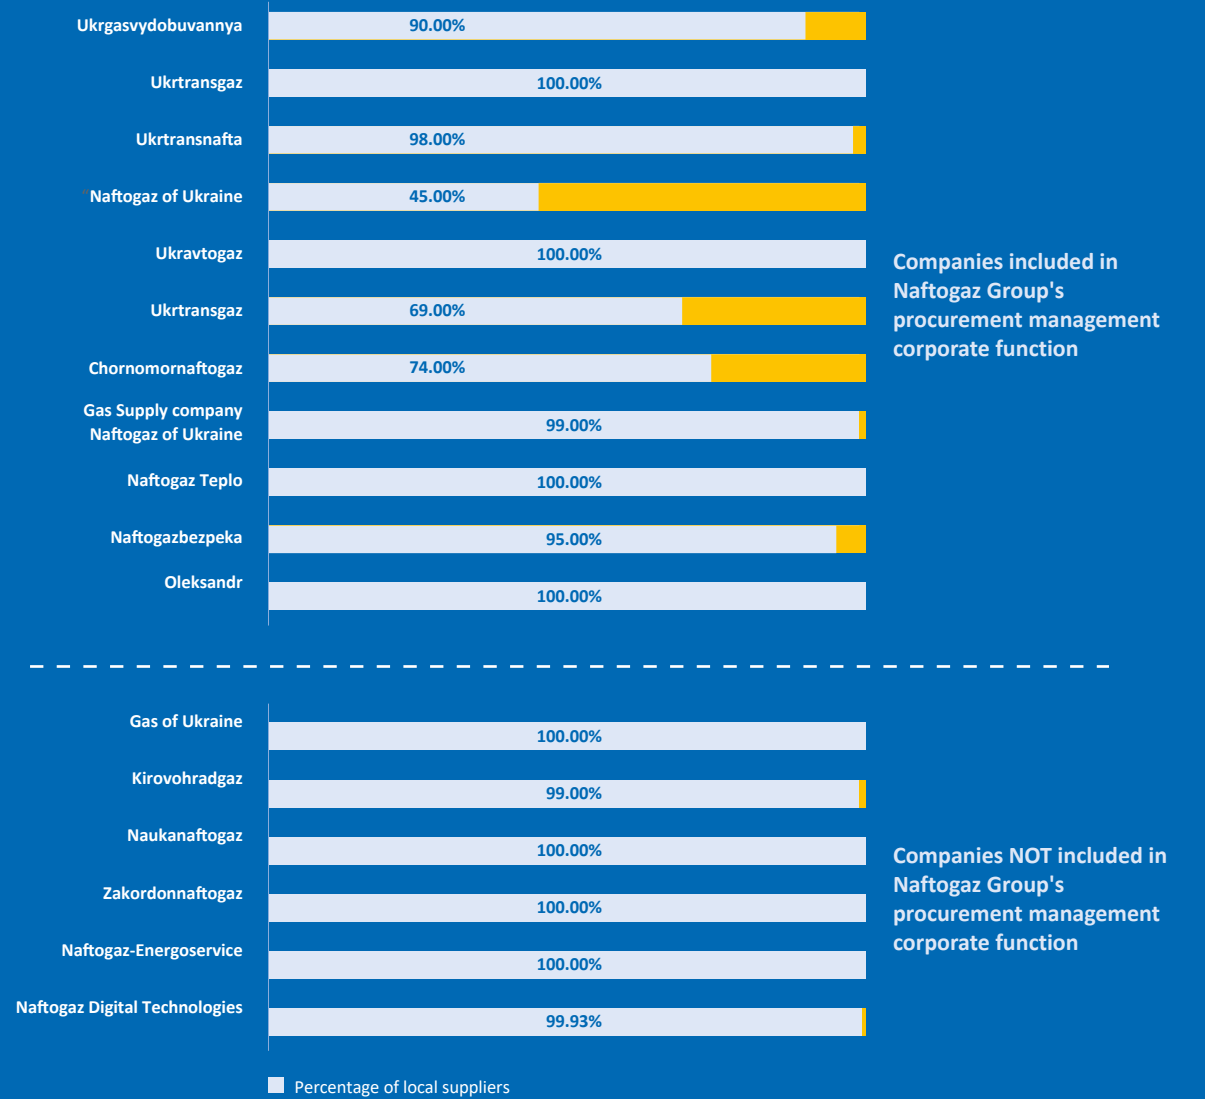 Ukrgasvydobuvannya 90.00%
Ukrtransgaz 100.00%
Ukrtransnafta 98.00%
Naftogaz of Ukraine 45.00%
Ukravtogaz 100.00%
Ukrtransgaz 69.00%
Chornomornaftogaz 74.00%
Gas Supply company
Naftogaz of Ukraine 99.00%
Naftogaz Teplo 100.00%
Naftogazbezpeka 95.00%
Oleksandr 100.00%
Companies included in
Naftogaz Group's
procurement management
corporate function
Gas of Ukraine 100.00%
Kirovohradgaz 99.00%
Naukanaftogaz 100.00%
Zakordonnaftogaz 100.00%
Naftogaz-Energoservice 100.00%
Naftogaz Digital Technologies 99.93%
Companies NOT included in
Naftogaz Group's
procurement management
corporate function
Percentage of local suppliers